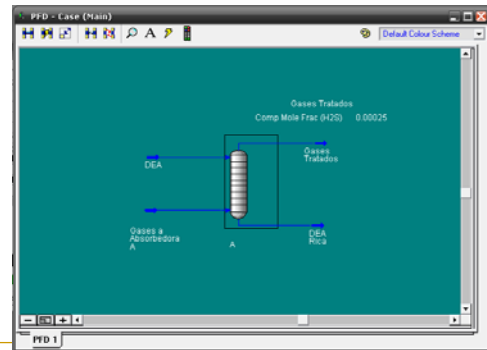 PFD - Case (Main)
A
Default Colour Scheme
Gases Tratados
Comp Mole Frac (H2S) 0.00025
Gases
Tratados
DEA
Gases a
Absorbedora
A
A
DEA
Rica
PFD 1